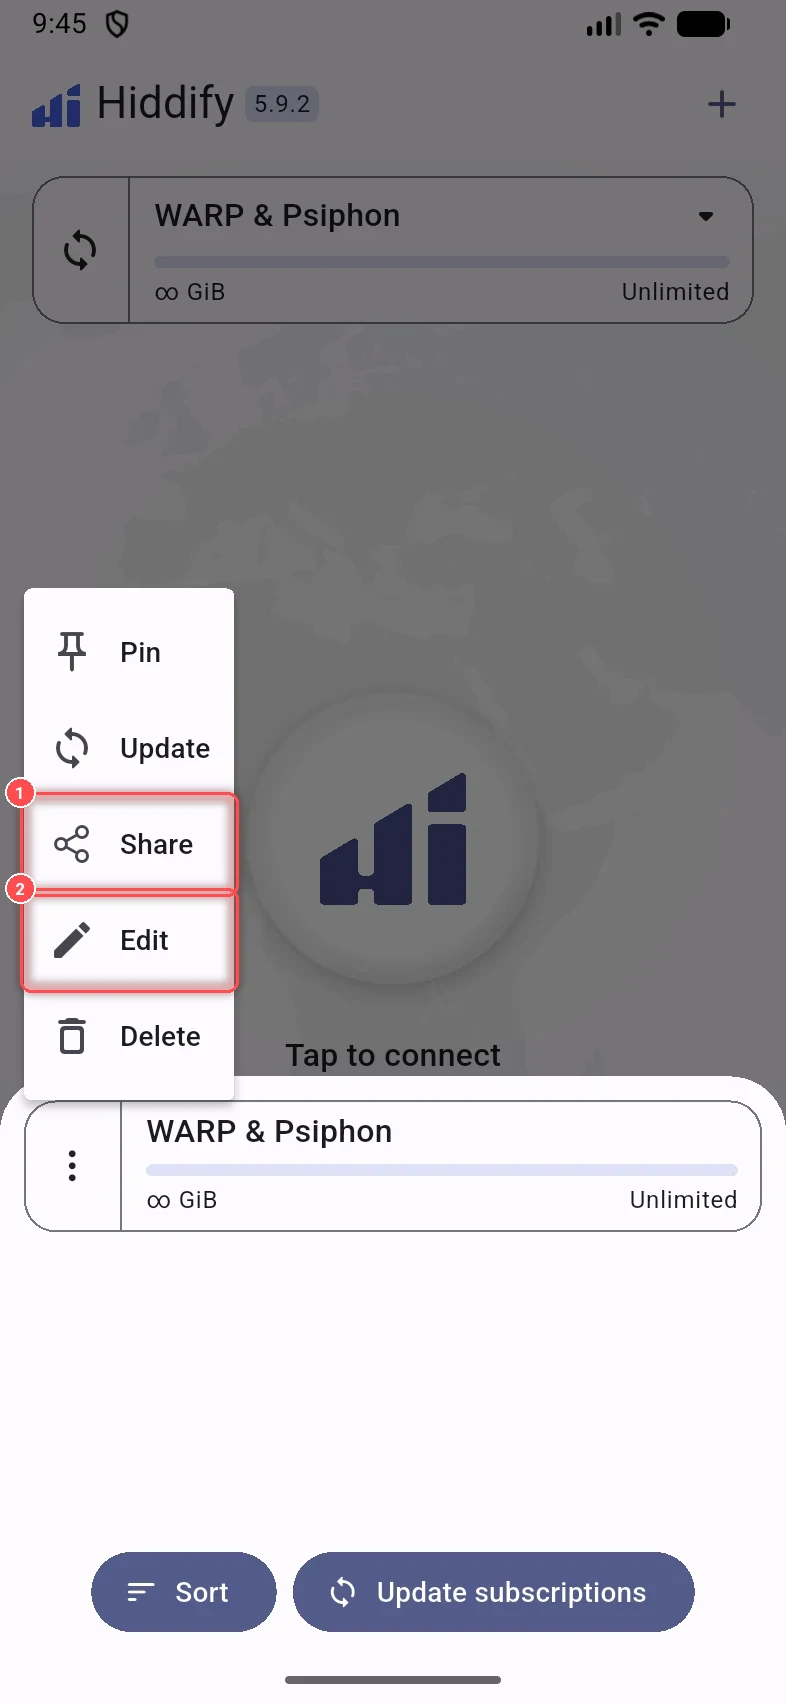 9:45
Hiddify 5.9.2
WARP & Psiphon
∞ GiB Unlimited
Pin
Update
1
Share
2
Edit
Delete
Tap to connect
WARP & Psiphon
∞ GiB Unlimited
Sort Update subscriptions